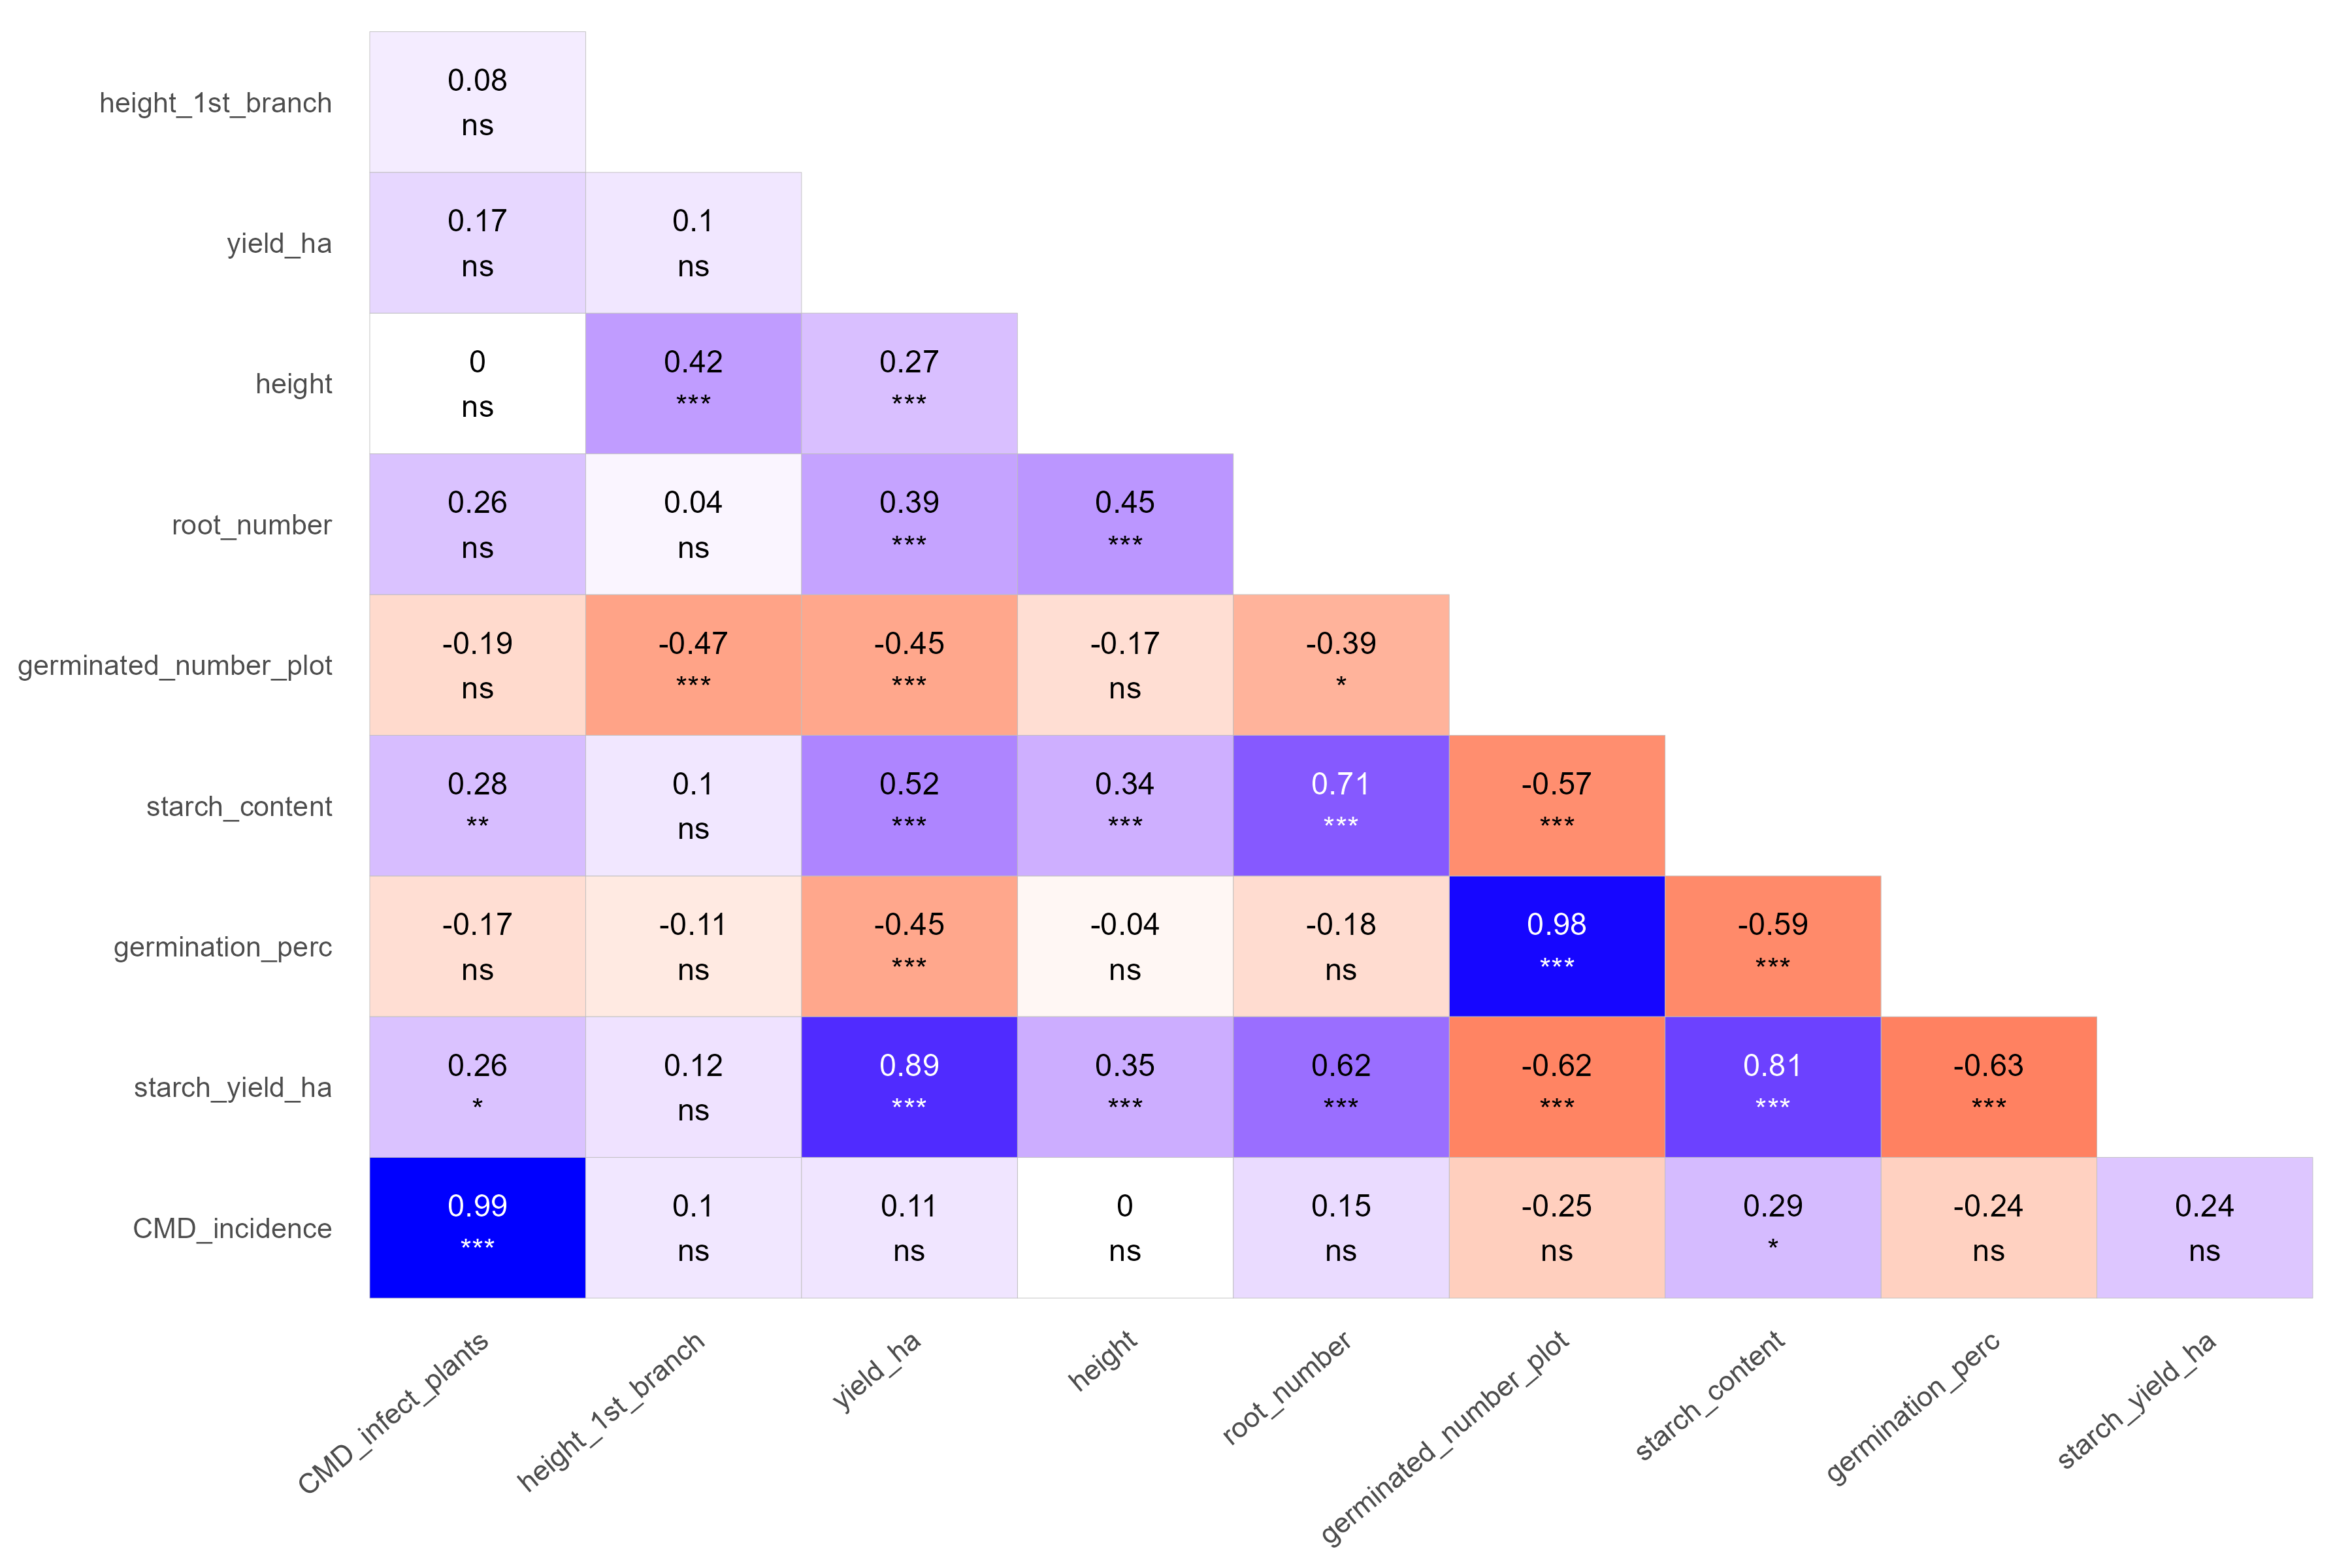 0.08
height_1st_branch
ns
0.17 0.1
yield_ha
ns ns
0 0.42 0.27
height
ns *** ***
0.26 0.04 0.39 0.45
root_number
ns ns *** ***
-0.19 -0.47 -0.45 -0.17 -0.39
germinated_number_plot
ns *** *** ns *
0.28 0.1 0.52 0.34 0.71 -0.57
starch_content
** ns *** *** *** ***
-0.17 -0.11 -0.45 -0.04 -0.18 0.98 -0.59
germination_perc
ns ns *** ns ns *** ***
0.26 0.12 0.89 0.35 0.62 -0.62 0.81 -0.63
starch_yield_ha
* ns *** *** *** *** *** ***
0.99 0.1 0.11 0 0.15 -0.25 0.29 -0.24 0.24
CMD_incidence
*** ns ns ns ns ns * ns ns
CMD_infect_plants
height_1st_branch
yield_ha
height
root_number
germinated_number_plot
starch_content
germination_perc
starch_yield_ha